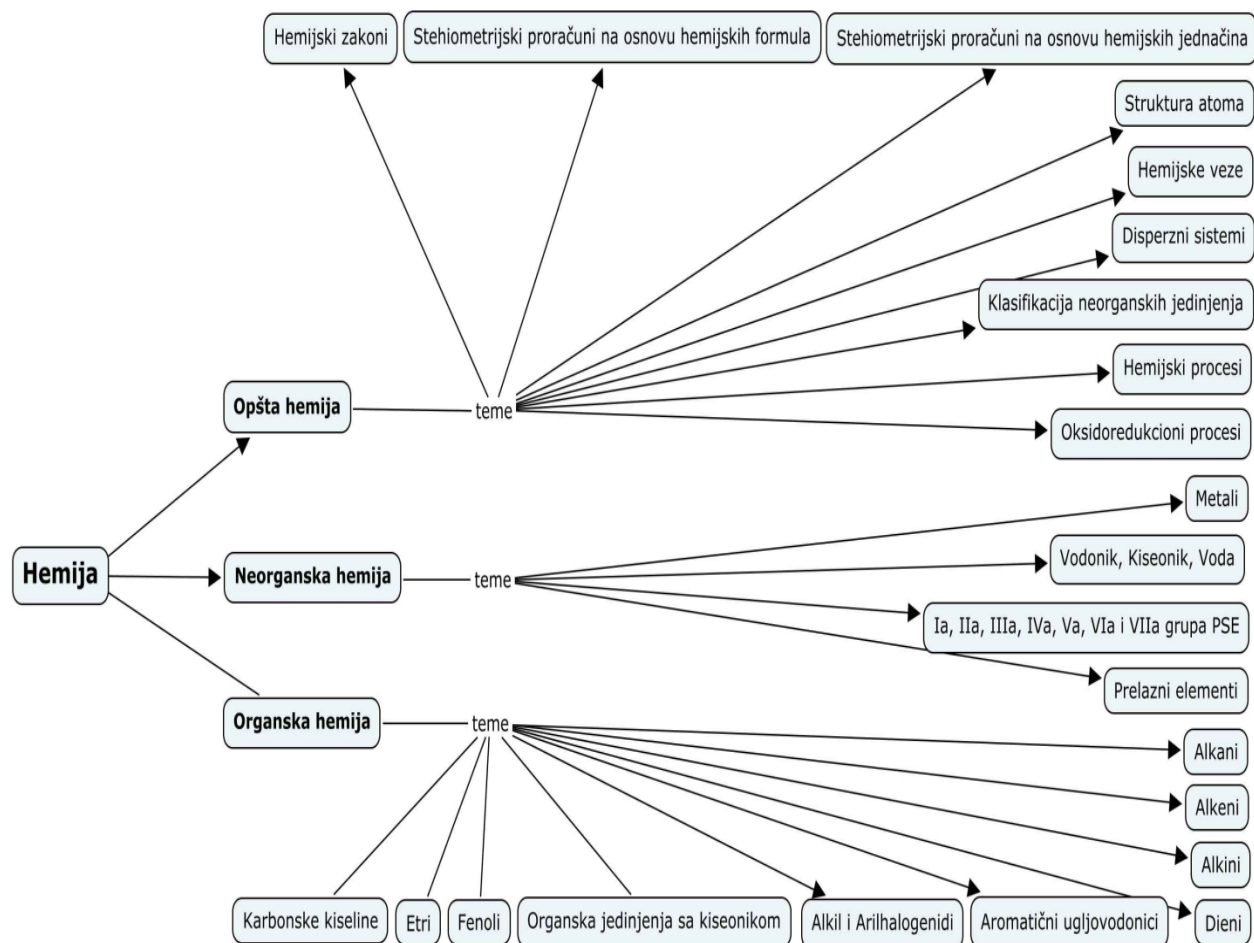 Hemijski zakoni
Stehiometrijski proračuni na osnovu hemijskih formula
Stehiometrijski proračuni na osnovu hemijskih jednačina
Struktura atoma
Hemijske veze
Disperzni sistemi
Klasifikacija neorganskih jedinjenja
Hemijski procesi
Opšta hemija
teme
Oksidoredukcioni procesi
Metali
Hemija
Neorganska hemija
teme
Vodonik, Kiseonik, Voda
Ia, IIa, IIIa, IVa, Va, VIa i VIIa grupa PSE
Prelazni elementi
Organska hemija
teme
Alkani
Alkeni
Alkini
Karbonske kiseline
Etri
Fenoli
Organska jedinjenja sa kiseonikom
Alkil i Arilhalogenidi
Aromatični ugljovodonici
Dieni